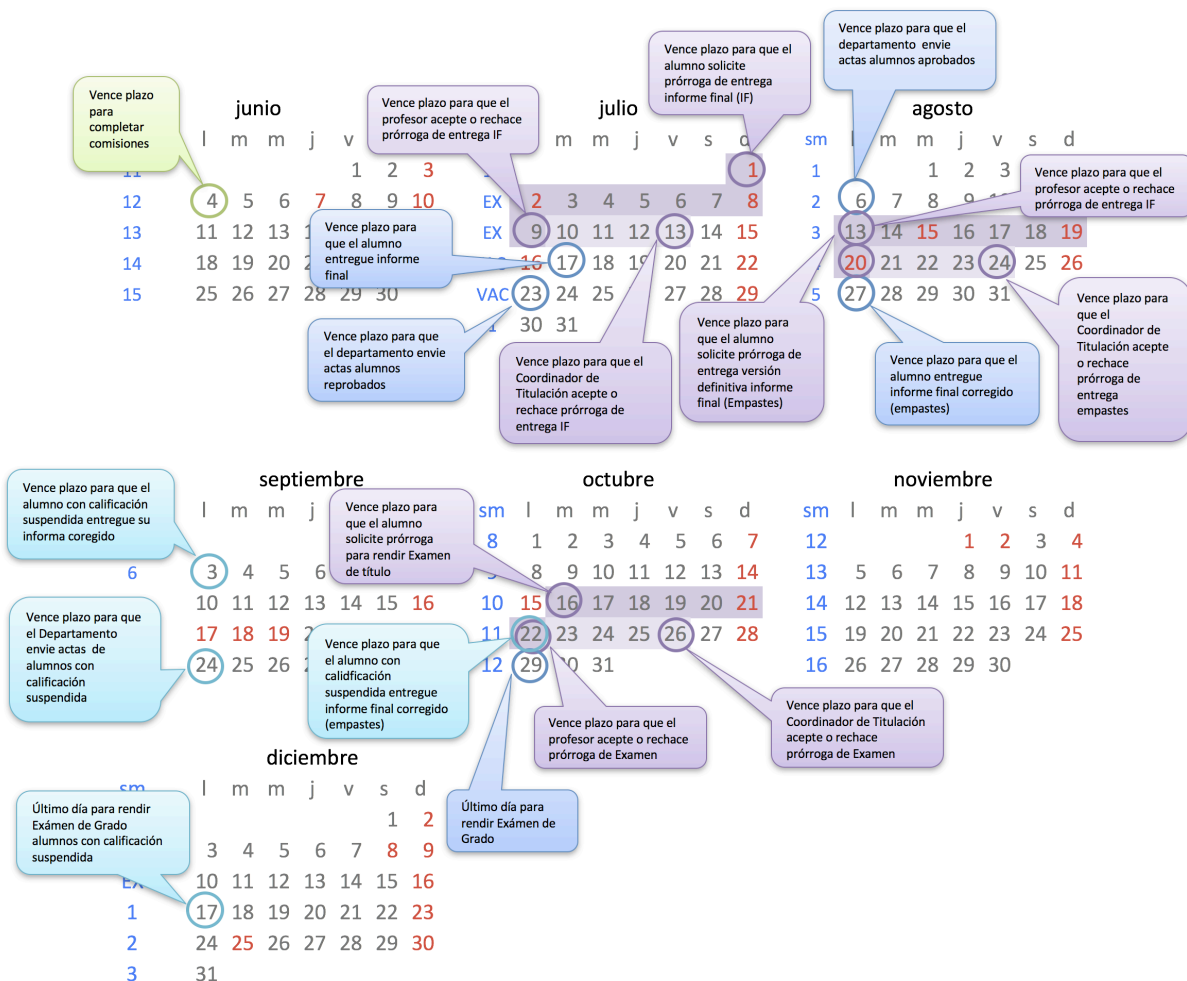 Vence plazo para que el
departamento envie
actas alumnos aprobados
Vence plazo para que el
alumno solicite
prórroga de entrega
informe final (IF)
Vence plazo
para
completar
comisiones
Vence plazo para que el
profesor acepte o rechace
prórroga de entrega IF
junio
l m m j v
11 1 2 3
12 4 5 6 7 8 9 10
13 11 12 13
14 18 19 20
15 25 26 27 28 29 30
Vence plazo para
que el alumno
entregue informe
final
Vence plazo para que
el departamento envie
actas alumnos
reprobados
julio
m m j v s d
1
EX 2 3 4 5 6 7 8
EX 9 10 11 12 13 14 15
16 17 18 19 20 21 22
VAC 23 24 25 27 28 29
30 31
Vence plazo para que el
Coordinador de
Titulación acepte o
rechace prórroga de
entrega IF
agosto
sm l m m j v s d
1 1 2 3
2 6 7 8 9
3 13 14 15 16 17 18 19
20 21 22 23 24 25 26
5 27 28 29 30 31
Vence plazo para que el
profesor acepte o rechace
prórroga de entrega IF
Vence plazo para
que el alumno
solicite prórroga de
entrega versión
definitiva informe
final (Empastes)
Vence plazo para que el
alumno entregue
informe final corregido
(empastes)
Vence plazo para
que el
Coordinador de
Titulación acepte
o rechace
prórroga de
entrega
empastes
Vence plazo para que el
alumno con calificación
suspendida entregue su
informa coregido
septiembre
l m m j
6 3 4 5 6
10 11 12 13 14 15 16
17 18 19
24 25 26
Vence plazo para que
el Departamento
envie actas de
alumnos con
calificación
suspendida
Vence plazo para
que el alumno
solicite prórroga
para rendir Examen
de título
Vence plazo para que
el alumno con
calidficación
suspendida entregue
informe final corregido
(empastes)
octubre
sm l m m j v s d
8 1 2 3 4 5 6 7
8 9 10 11 12 13 14
10 15 16 17 18 19 20 21
11 22 23 24 25 26 27 28
12 29 30 31
Vence plazo para que el
profesor acepte o rechace
prórroga de Examen
Vence plazo para que el
Coordinador de Titulación
acepte o rechace
prórroga de Examen
noviembre
sm l m m j v s d
12 1 2 3 4
13 5 6 7 8 9 10 11
14 12 13 14 15 16 17 18
15 19 20 21 22 23 24 25
16 26 27 28 29 30
diciembre
sm l m m j v s d
1 2
3 4 5 6 7 8 9
EX 10 11 12 13 14 15 16
1 17 18 19 20 21 22 23
2 24 25 26 27 28 29 30
3 31
Último día para rendir
Exámen de Grado
alumnos con calificación
suspendida
Último día para
rendir Exámen de
Grado